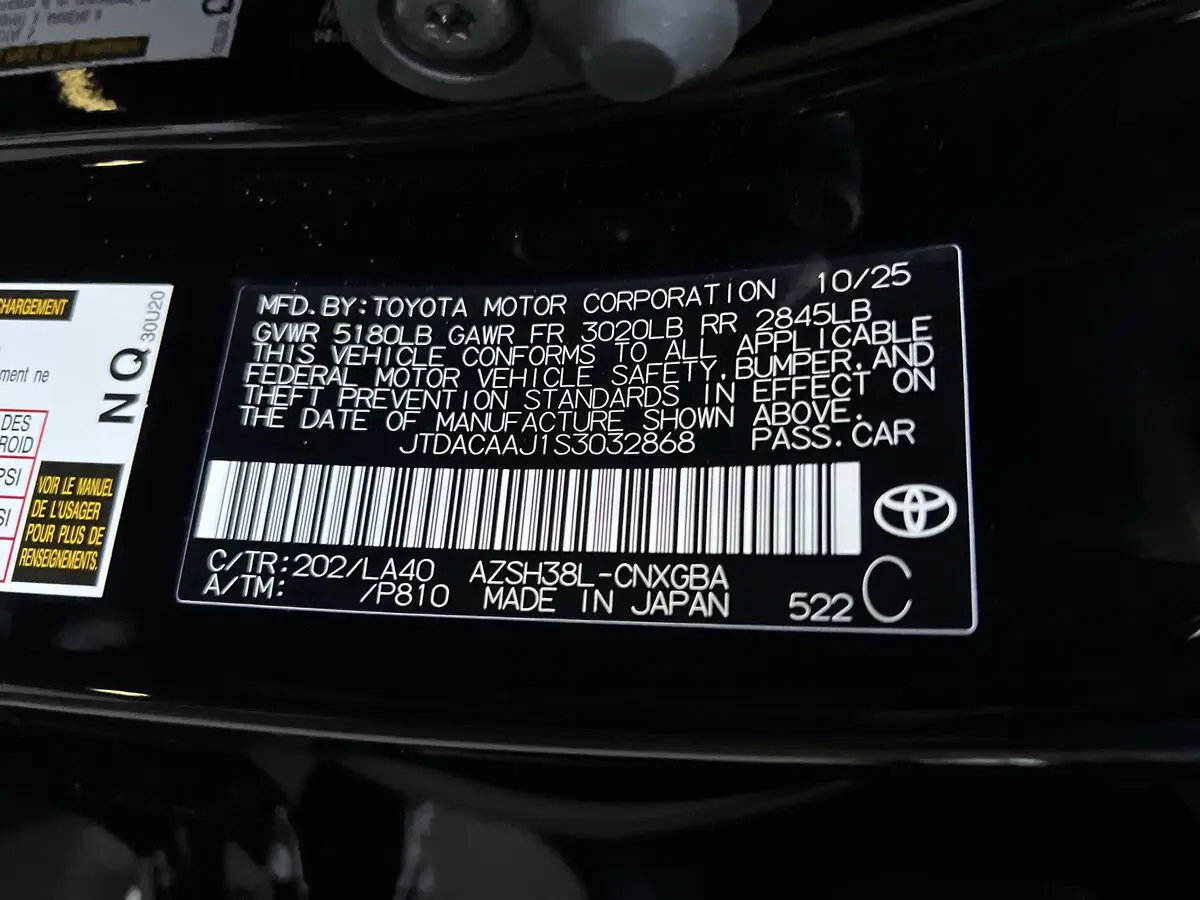 MFD.BY:TOYOTA MOTOR CORPORATION 10/25
GVWR 5180LB GAWR FR 3020LB RR 2845LB
THIS VEHICLE CONFORMS TO ALL APPLICABLE
FEDERAL MOTOR VEHICLE SAFETY,BUMPER,AND
THEFT PREVENTION STANDARDS IN EFFECT ON
THE DATE OF MANUFACTURE SHOWN ABOVE.
JTDACAAJ1S3032868 PASS.CAR
C/TR:202/LA40 AZSH38L-CNXGBA
A/TM: /P810 MADE IN JAPAN 522 C
CHARGEMENT
ment ne
NQ 30U20
DES
ROID
PSI
SI
VOIR LE MANUEL
DE L'USAGER
POUR PLUS DE
RENSEIGNEMENTS.